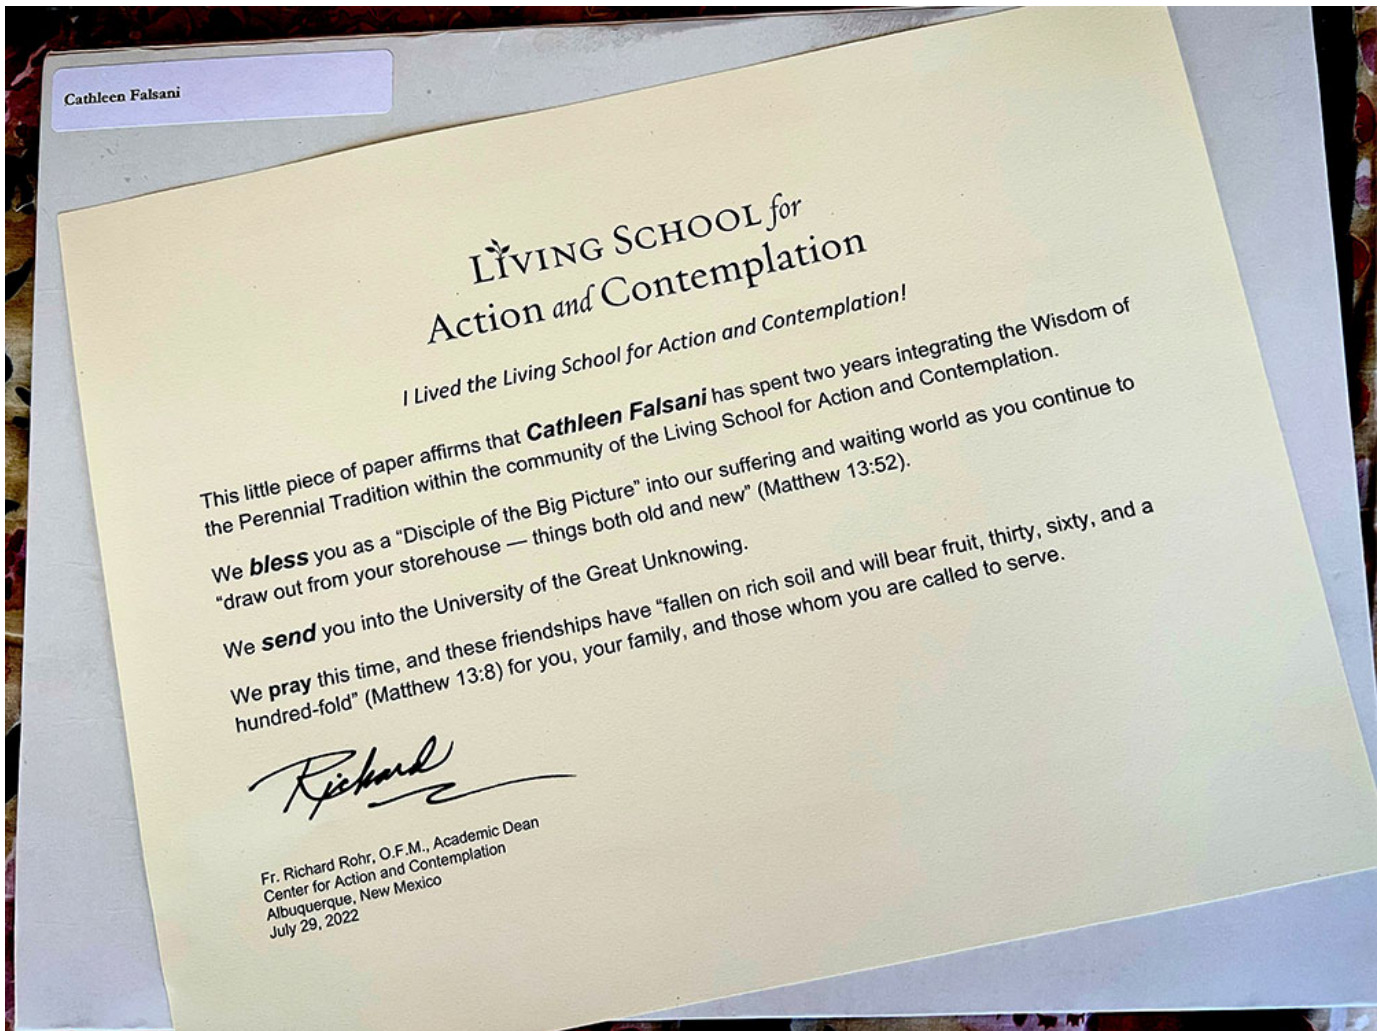 Cathleen Falsani
LIVING SCHOOL for
Action and Contemplation
I Lived the Living School for Action and Contemplation!
This little piece of paper affirms that Cathleen Falsani has spent two years integrating the Wisdom of
the Perennial Tradition within the community of the Living School for Action and Contemplation.
We bless you as a “Disciple of the Big Picture” into our suffering and waiting world as you continue to
“draw out from your storehouse — things both old and new” (Matthew 13:52).
We send you into the University of the Great Unknowing.
We pray this time, and these friendships have “fallen on rich soil and will bear fruit, thirty, sixty, and a
hundred-fold” (Matthew 13:8) for you, your family, and those whom you are called to serve.
Richard
Fr. Richard Rohr, O.F.M., Academic Dean
Center for Action and Contemplation
Albuquerque, New Mexico
July 29, 2022